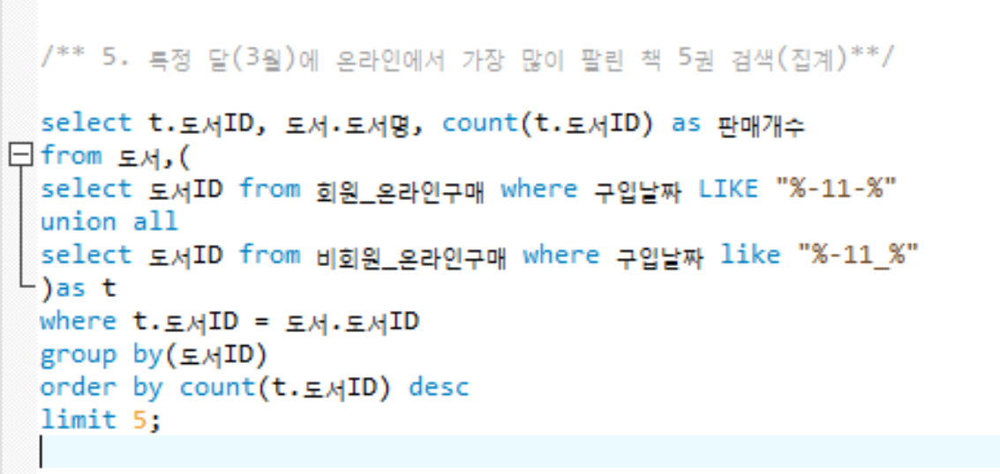 /** 5. 특정 달(3월)에 온라인에서 가장 많이 팔린 책 5권 검색(집계)**/
select t.도서ID, 도서.도서명, count(t.도서ID) as 판매개수
from 도서,(
select 도서ID from 회원_온라인구매 where 구입날짜 LIKE "%-11-%"
union all
select 도서ID from 비회원_온라인구매 where 구입날짜 like "%-11_%"
)as t
where t.도서ID = 도서.도서ID
group by(도서ID)
order by count(t.도서ID) desc
limit 5;